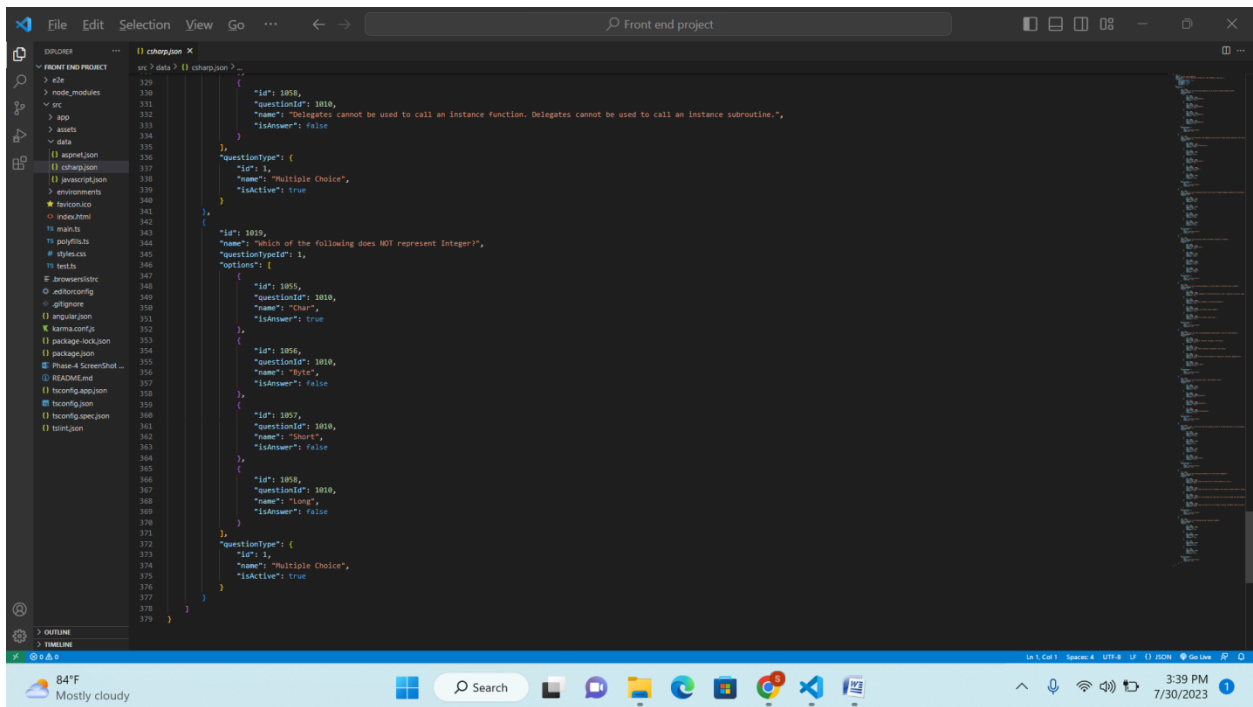 File Edit Selection View Go ··· Front end project
EXPLORER ···
FRONT END PROJECT
e2e
node_modules
src
app
assets
data
{} aspnet.json
{} csharp.json
{} javascript.json
environments
favicon.ico
index.html
TS main.ts
TS polyfills.ts
# styles.css
TS test.ts
.browserslistrc
.editorconfig
.gitignore
{} angular.json
karma.conf.js
{} package-lock.json
{} package.json
Phase-4 ScreenShot ...
README.md
{} tsconfig.app.json
tsconfig.json
{} tsconfig.spec.json
{} tslint.json
OUTLINE
TIMELINE
{} csharp.json ×
src > data > {} csharp.json > ...
329 {
330 "id": 1058,
331 "questionId": 1010,
332 "name": "Delegates cannot be used to call an instance function. Delegates cannot be used to call an instance subroutine.",
333 "isAnswer": false
334 }
335 ],
336 "questionType": {
337 "id": 1,
338 "name": "Multiple Choice",
339 "isActive": true
340 }
341 },
342 {
343 "id": 1019,
344 "name": "Which of the following does NOT represent Integer?",
345 "questionTypeId": 1,
346 "options": [
347 {
348 "id": 1055,
349 "questionId": 1010,
350 "name": "Char",
351 "isAnswer": true
352 },
353 {
354 "id": 1056,
355 "questionId": 1010,
356 "name": "Byte",
357 "isAnswer": false
358 },
359 {
360 "id": 1057,
361 "questionId": 1010,
362 "name": "Short",
363 "isAnswer": false
364 },
365 {
366 "id": 1058,
367 "questionId": 1010,
368 "name": "Long",
369 "isAnswer": false
370 }
371 ],
372 "questionType": {
373 "id": 1,
374 "name": "Multiple Choice",
375 "isActive": true
376 }
377 }
378 ]
379 }
0 0 Ln 1, Col 1 Spaces: 4 UTF-8 LF {} JSON Go Live
84°F
Mostly cloudy
Search
3:39 PM
7/30/2023
1